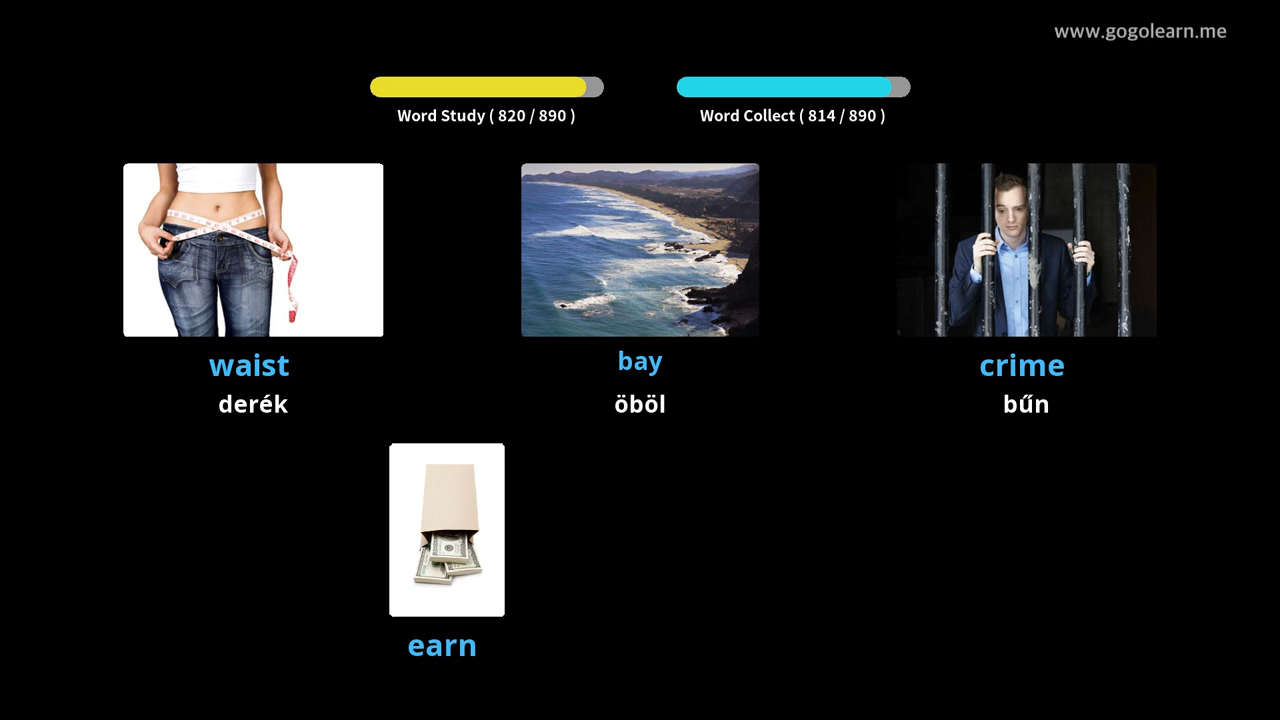 www.gogolearn.me
Word Study ( 820 / 890 )
Word Collect ( 814 / 890 )
waist
derék
bay
öböl
crime
bűn
earn